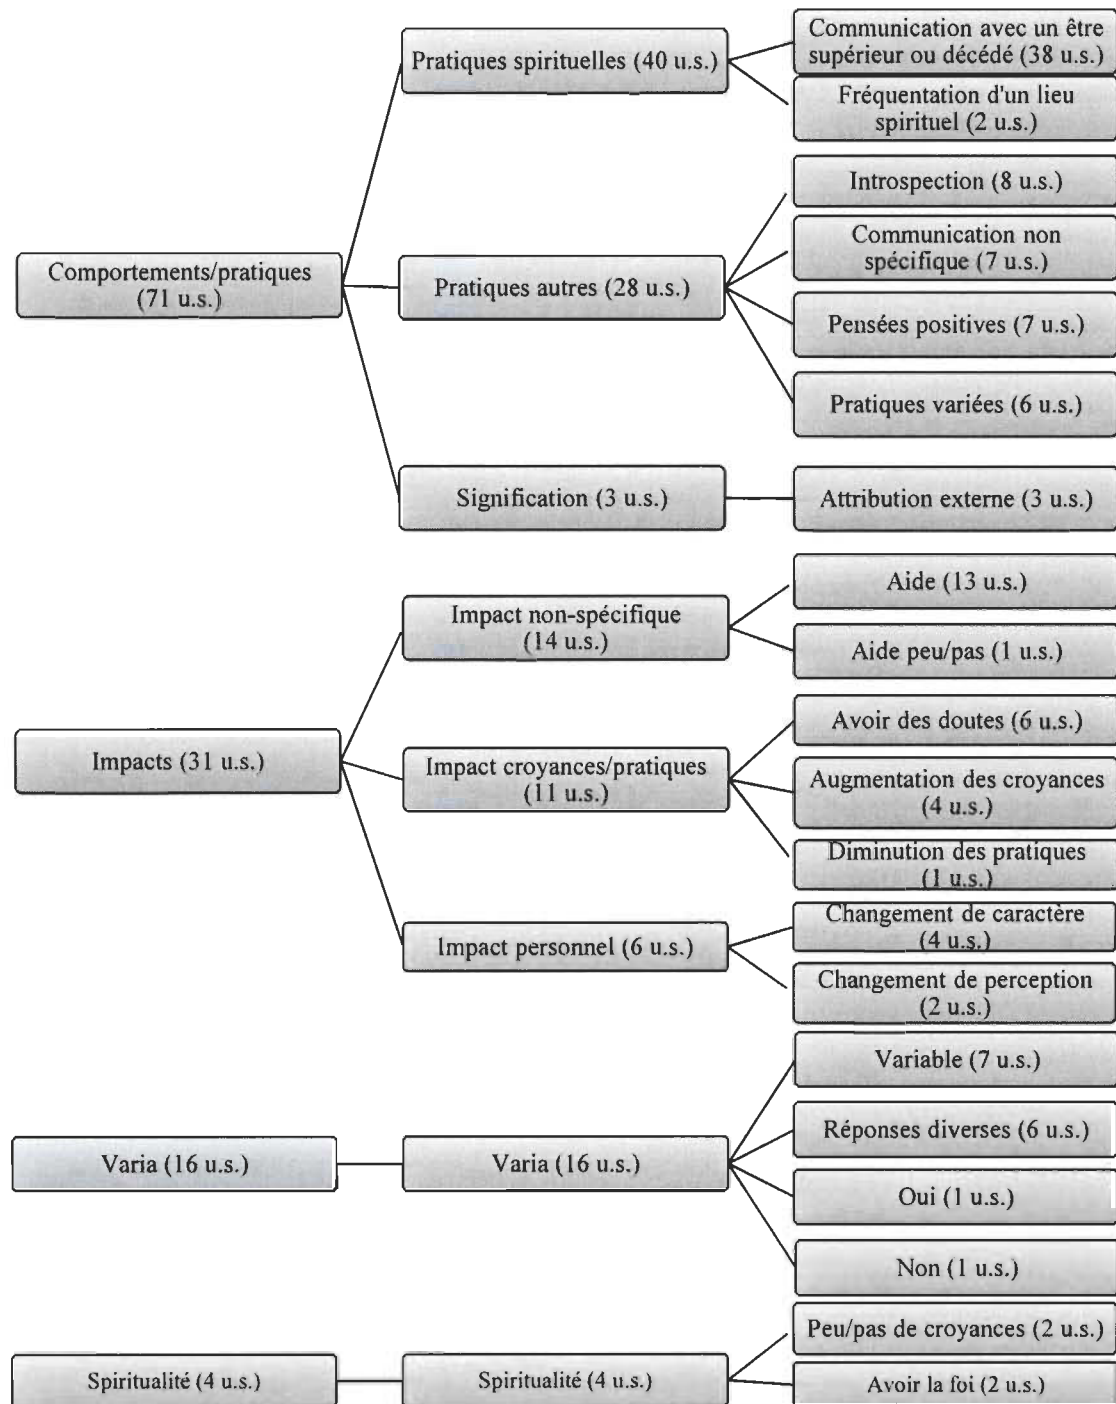 Communication avec un être
supérieur ou décédé (38 u.s.)
Pratiques spirituelles (40 u.s.)
Fréquentation d'un lieu
spirituel (2 u.s.)
Introspection (8 u.s.)
Communication non
spécifique (7 u.s.)
Comportements/pratiques
(71 u.s.)
Pratiques autres (28 u.s.)
Pensées positives (7 u.s.)
Pratiques variées (6 u.s.)
Signification (3 u.s.)
Attribution externe (3 u.s.)
Aide (13 u.s.)
Impact non-spécifique
(14 u.s.)
Aide peu/pas (1 u.s.)
Avoir des doutes (6 u.s.)
Impacts (31 u.s.)
Impact croyances/pratiques
(11 u.s.)
Augmentation des croyances
(4 u.s.)
Diminution des pratiques
(1 u.s.)
Changement de caractère
(4 u.s.)
Impact personnel (6 u.s.)
Changement de perception
(2 u.s.)
Variable (7 u.s.)
Réponses diverses (6 u.s.)
Varia (16 u.s.)
Varia (16 u.s.)
Oui (1 u.s.)
Non (1 u.s.)
Peu/pas de croyances (2 u.s.)
Spiritualité (4 u.s.)
Spiritualité (4 u.s.)
Avoir la foi (2 u.s.)